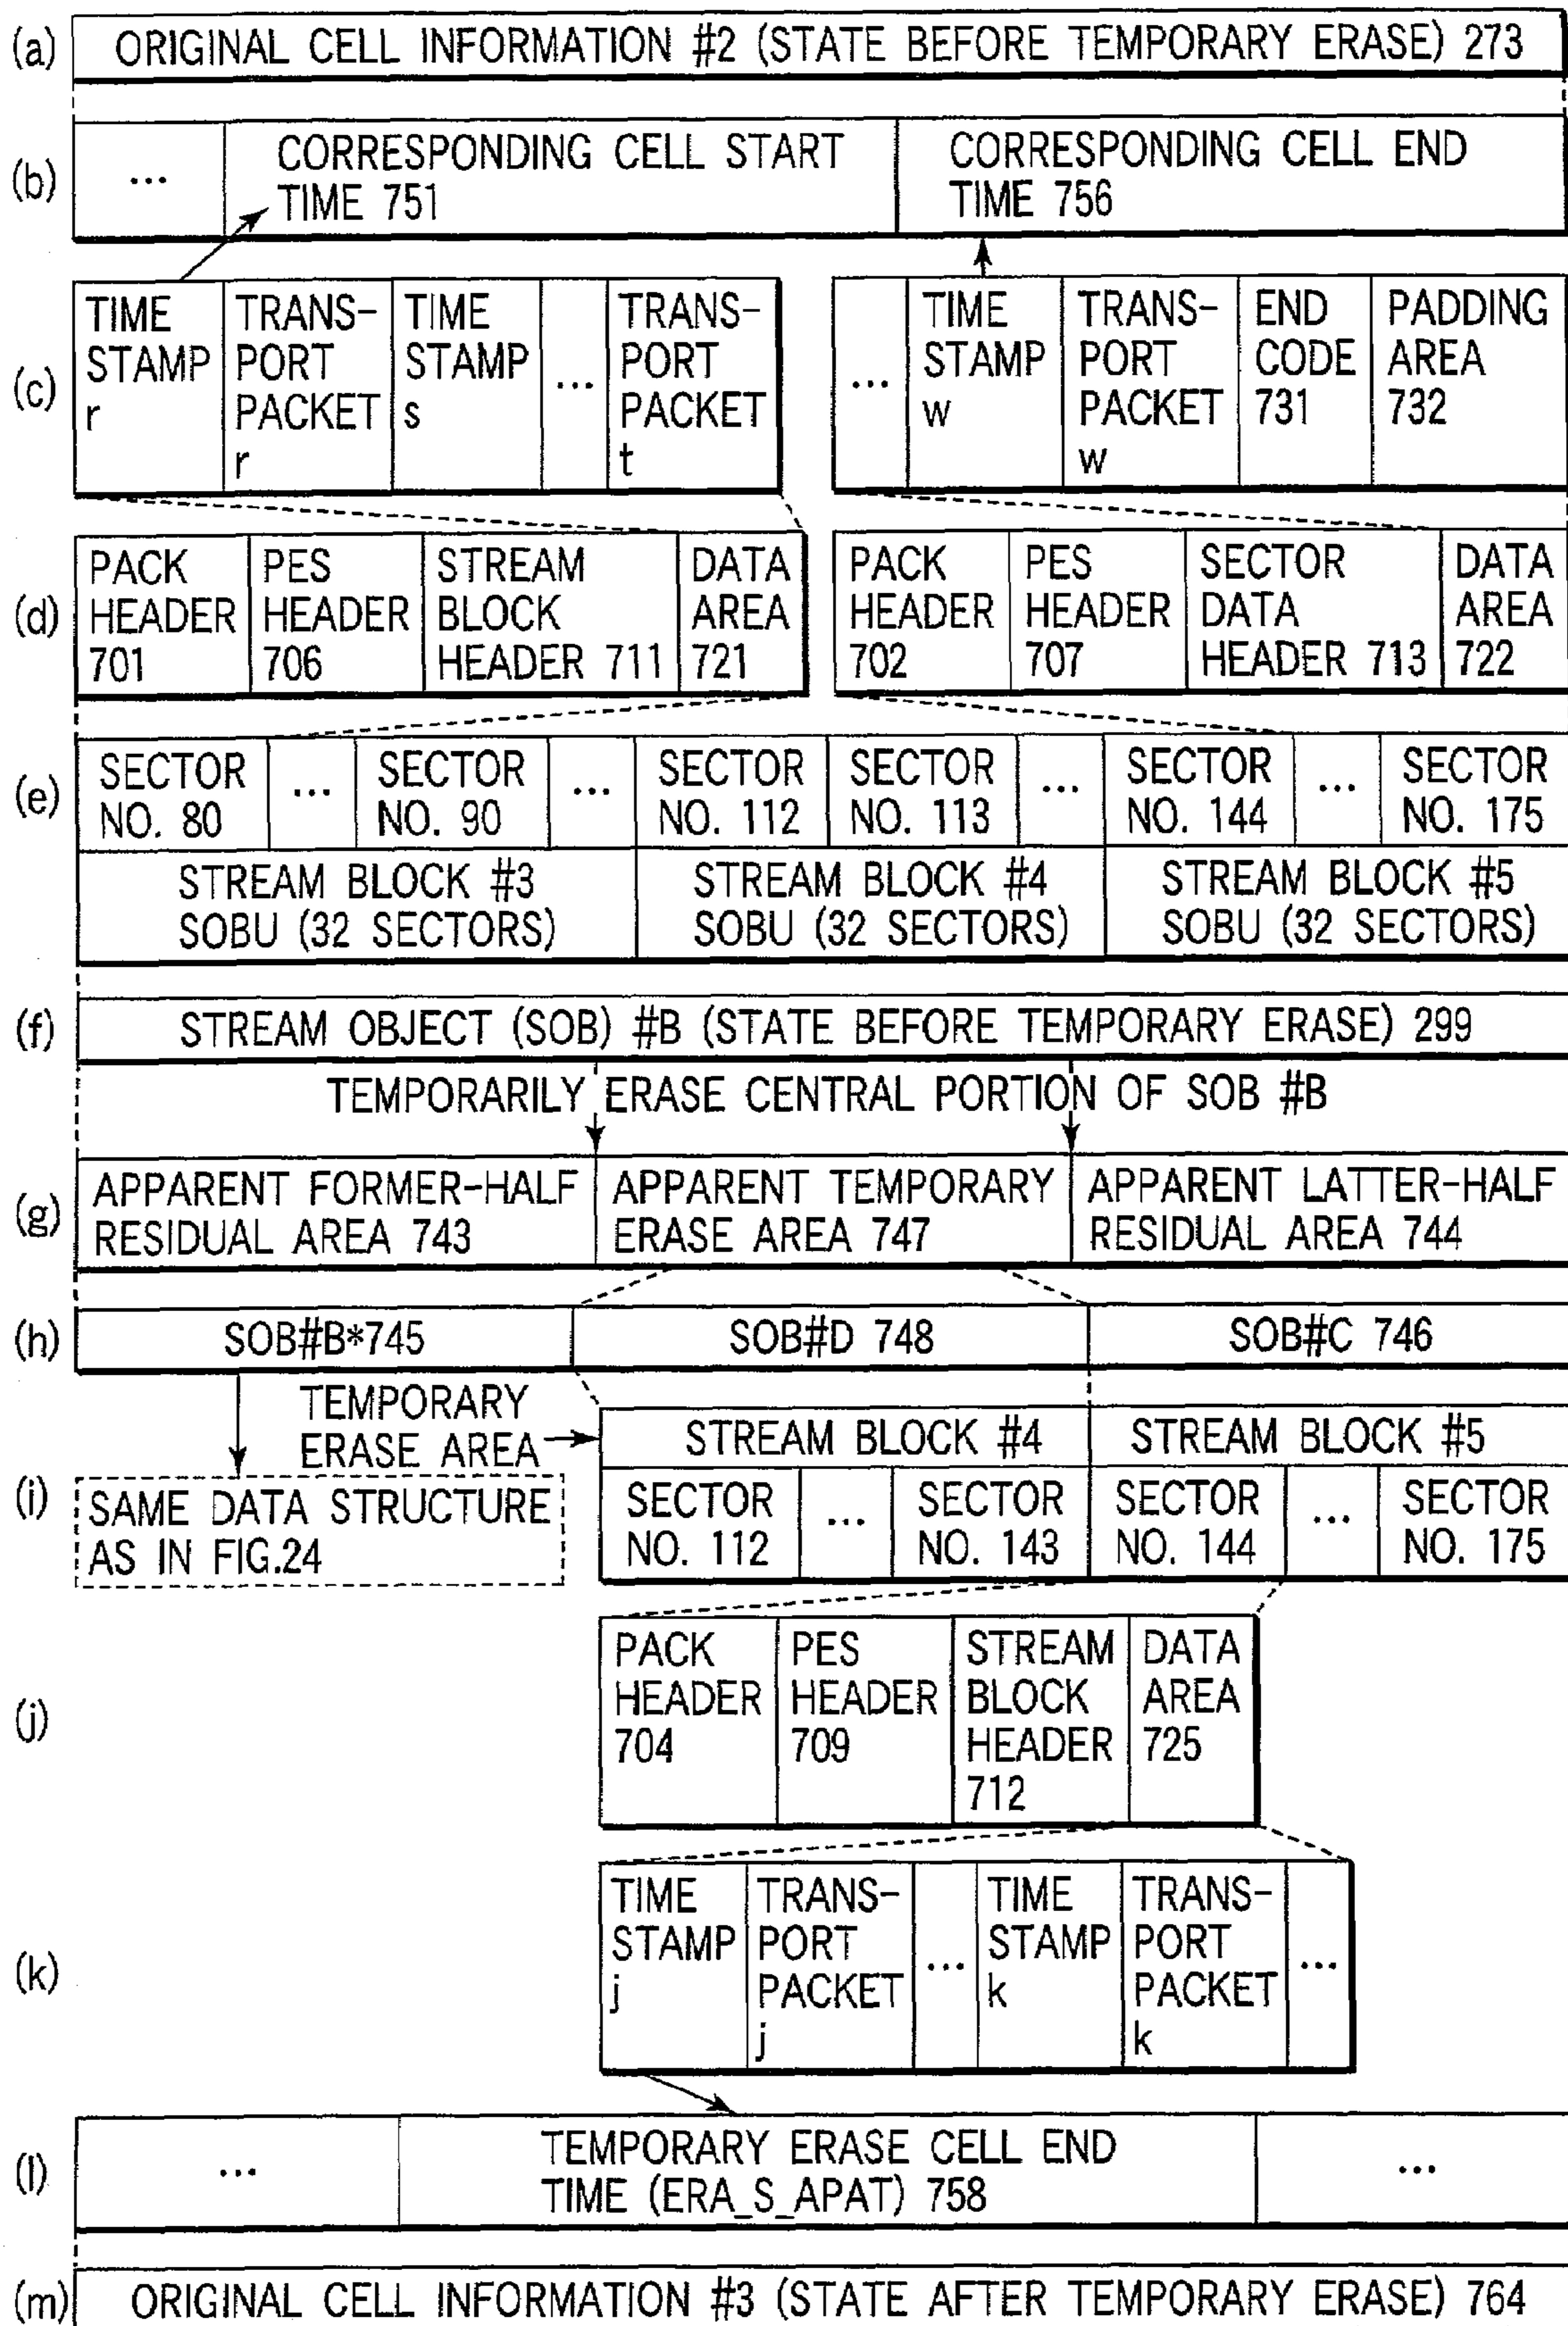 (a) ORIGINAL CELL INFORMATION #2 (STATE BEFORE TEMPORARY ERASE) 273
(b) ...
CORRESPONDING CELL START
TIME 751
CORRESPONDING CELL END
TIME 756
(c) TIME
STAMP
r
TRANS-
PORT
PACKET
r
TIME
STAMP
s
...
TRANS-
PORT
PACKET
t
...
TIME
STAMP
w
TRANS-
PORT
PACKET
w
END
CODE
731
PADDING
AREA
732
(d) PACK
HEADER
701
PES
HEADER
706
STREAM
BLOCK
HEADER 711
DATA
AREA
721
PACK
HEADER
702
PES
HEADER
707
SECTOR
DATA
HEADER 713
DATA
AREA
722
(e) SECTOR
NO. 80
...
SECTOR
NO. 90
...
SECTOR
NO. 112
SECTOR
NO. 113
...
SECTOR
NO. 144
...
SECTOR
NO. 175
STREAM BLOCK #3
SOBU (32 SECTORS)
STREAM BLOCK #4
SOBU (32 SECTORS)
STREAM BLOCK #5
SOBU (32 SECTORS)
(f) STREAM OBJECT (SOB) #B (STATE BEFORE TEMPORARY ERASE) 299
TEMPORARILY ERASE CENTRAL PORTION OF SOB #B
(g) APPARENT FORMER-HALF
RESIDUAL AREA 743
APPARENT TEMPORARY
ERASE AREA 747
APPARENT LATTER-HALF
RESIDUAL AREA 744
(h) SOB#B*745
SOB#D 748
SOB#C 746
TEMPORARY
ERASE AREA
(i) SAME DATA STRUCTURE
AS IN FIG.24
STREAM BLOCK #4
STREAM BLOCK #5
SECTOR
NO. 112
...
SECTOR
NO. 143
SECTOR
NO. 144
...
SECTOR
NO. 175
(j) PACK
HEADER
704
PES
HEADER
709
STREAM
BLOCK
HEADER
712
DATA
AREA
725
(k) TIME
STAMP
j
TRANS-
PORT
PACKET
j
...
TIME
STAMP
k
TRANS-
PORT
PACKET
k
...
(l) ...
TEMPORARY ERASE CELL END
TIME (ERA_S_APAT) 758
...
(m) ORIGINAL CELL INFORMATION #3 (STATE AFTER TEMPORARY ERASE) 764